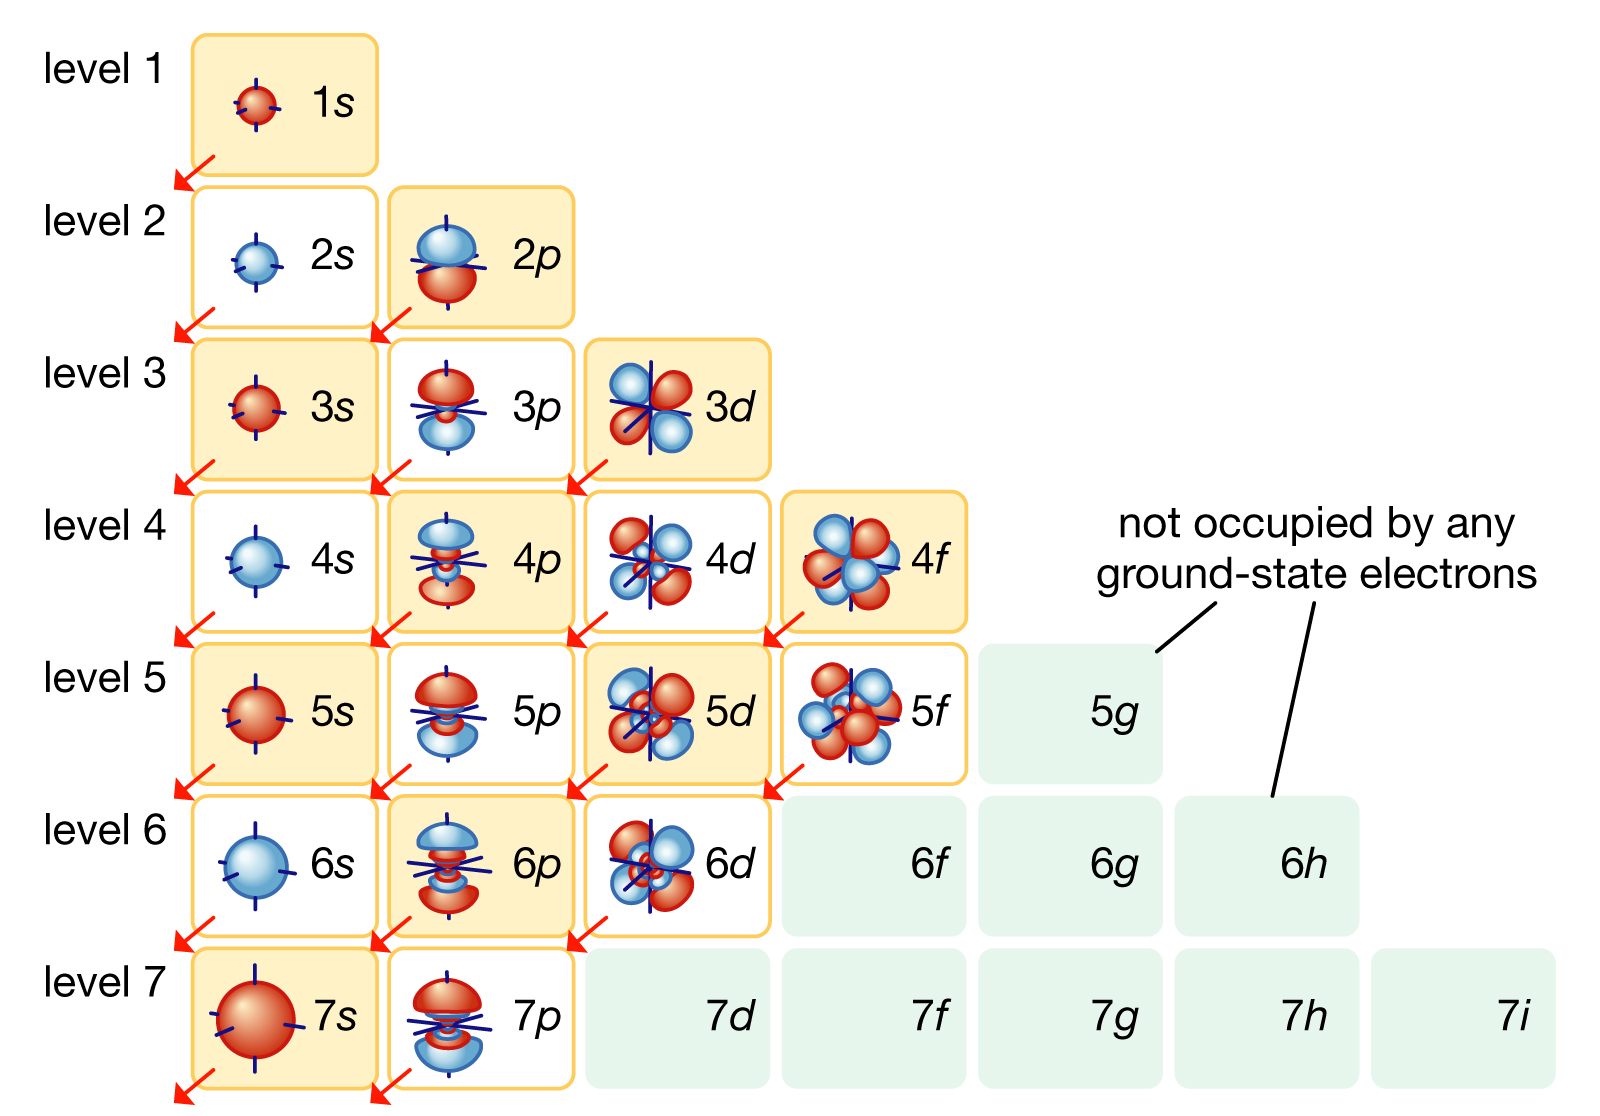 level 1
1s
level 2
2s
2p
level 3
3s
3p
3d
level 4
4s
4p
4d
4f
not occupied by any
ground-state electrons
level 5
5s
5p
5d
5f
5g
level 6
6s
6p
6d
6f
6g
6h
level 7
7s
7p
7d
7f
7g
7h
7i